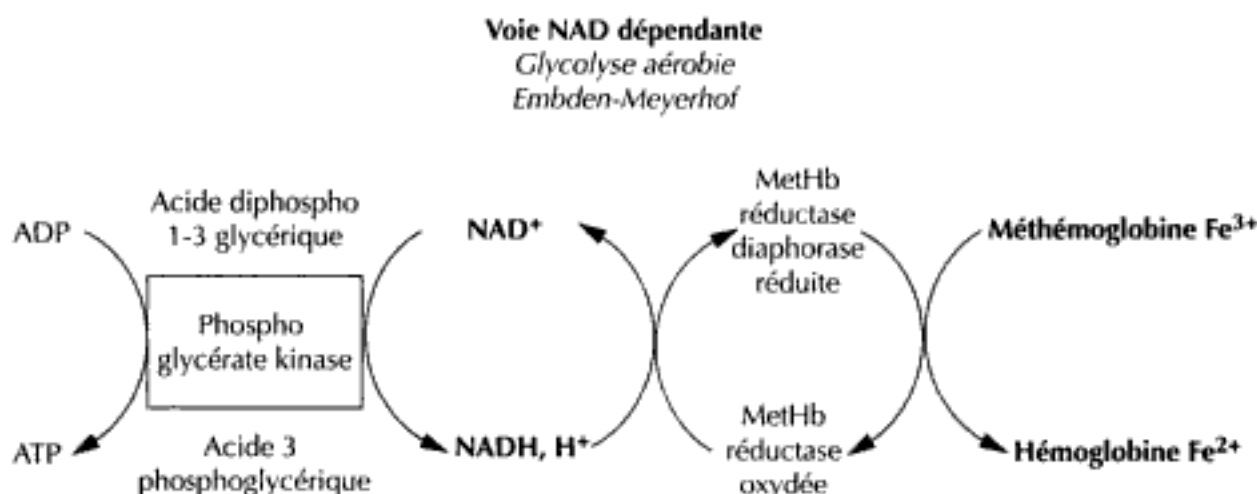 Voie NAD dépendante
Glycolyse aérobie
Embden-Meyerhof
ADP
Acide diphospho
1-3 glycérique
NAD+
MetHb
réductase
diaphorase
réduite
Méthémoglobine Fe3+
Phospho
glycérate kinase
ATP
Acide 3
phosphoglycérique
NADH, H+
MetHb
réductase
oxydée
Hémoglobine Fe2+